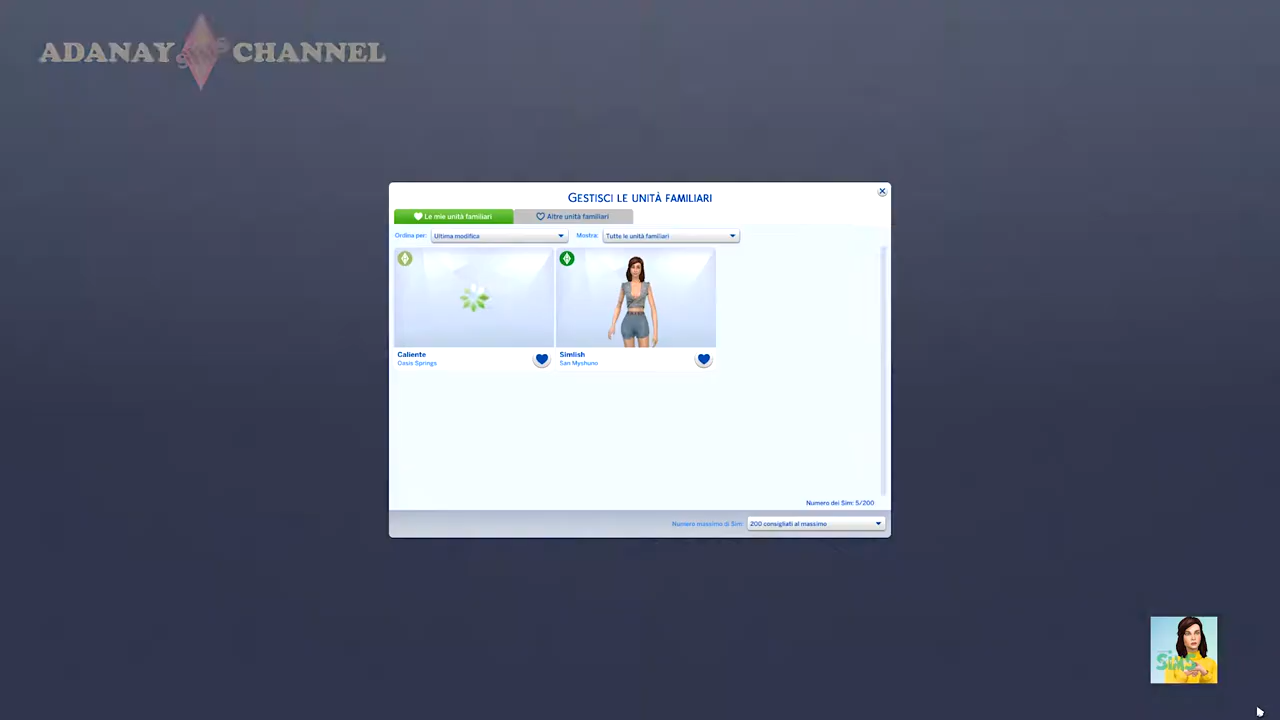 ADANAY SIMS CHANNEL
GESTISCI LE UNITÀ FAMILIARI
Le mie unità familiari
Altre unità familiari
Ordina per: Ultima modifica
Mostra: Tutte le unità familiari
Caliente
Oasis Springs
Simlish
San Myshuno
Numero dei Sim: 5/200
Numero massimo di Sim: 200 consigliati al massimo
SIMS